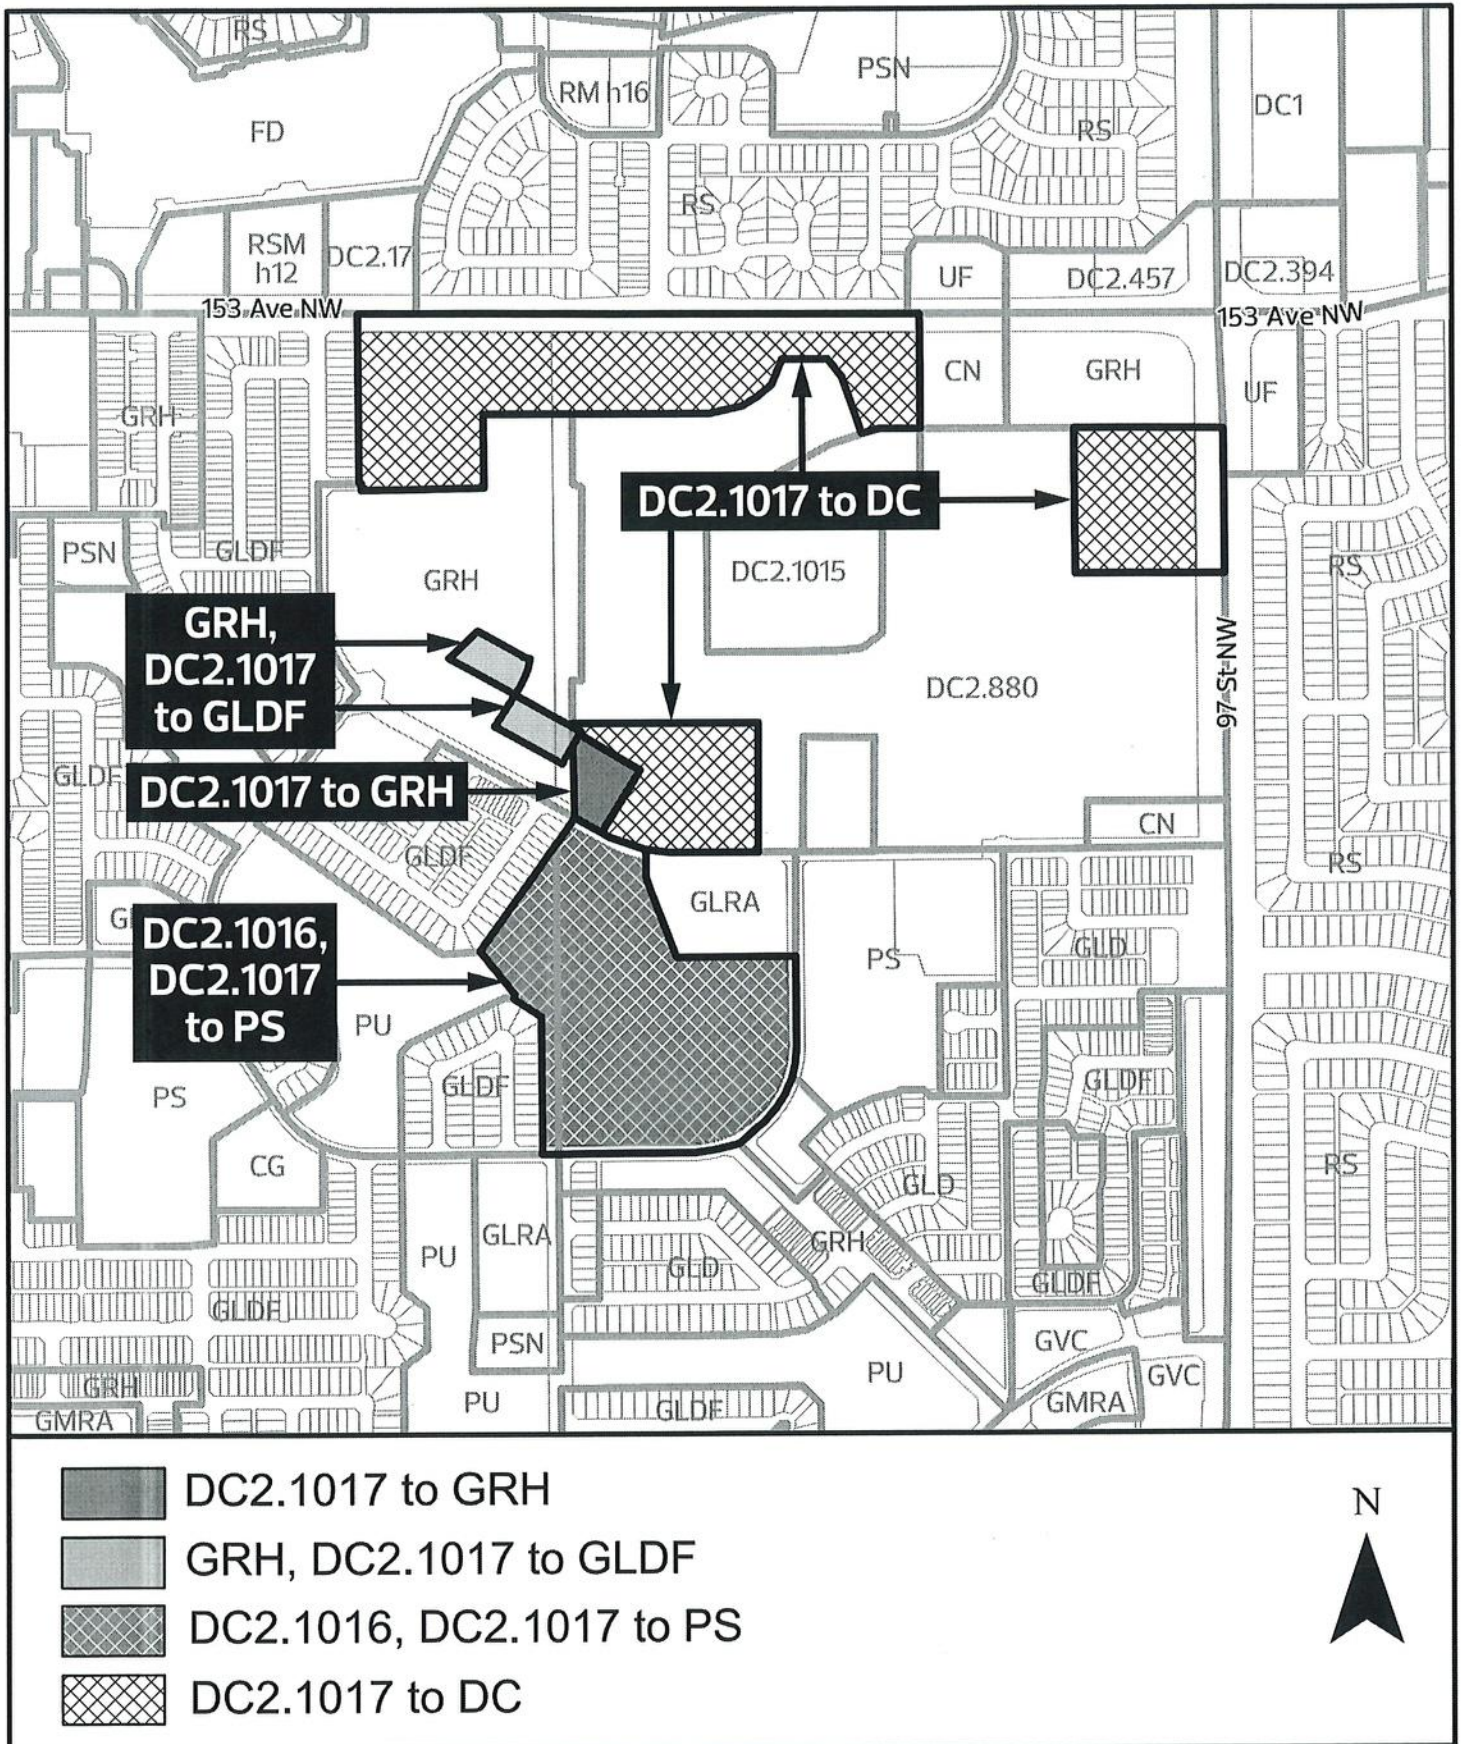 RS
PSN
RM h16
DC1
FD
RS
RS
RSM
h12
DC2.17
UF
DC2.457
DC2.394
153 Ave NW
153 Ave NW
CN
GRH
UF
GRH
DC2.1017 to DC
PSN
GLDF
GRH
DC2.1015
RS
GRH,
DC2.1017
to GLDF
DC2.880
97 St NW
GLDF
DC2.1017 to GRH
CN
GLDF
RS
GLRA
DC2.1016,
DC2.1017
to PS
PS
GLD
PU
GLDF
GLDF
PS
CG
GLD
RS
PU
GLRA
GRH
GLD
GLDF
GLDF
PSN
GVC
PU
GVC
GRH
PU
GLDF
GMRA
GMRA
DC2.1017 to GRH
GRH, DC2.1017 to GLDF
DC2.1016, DC2.1017 to PS
DC2.1017 to DC
N